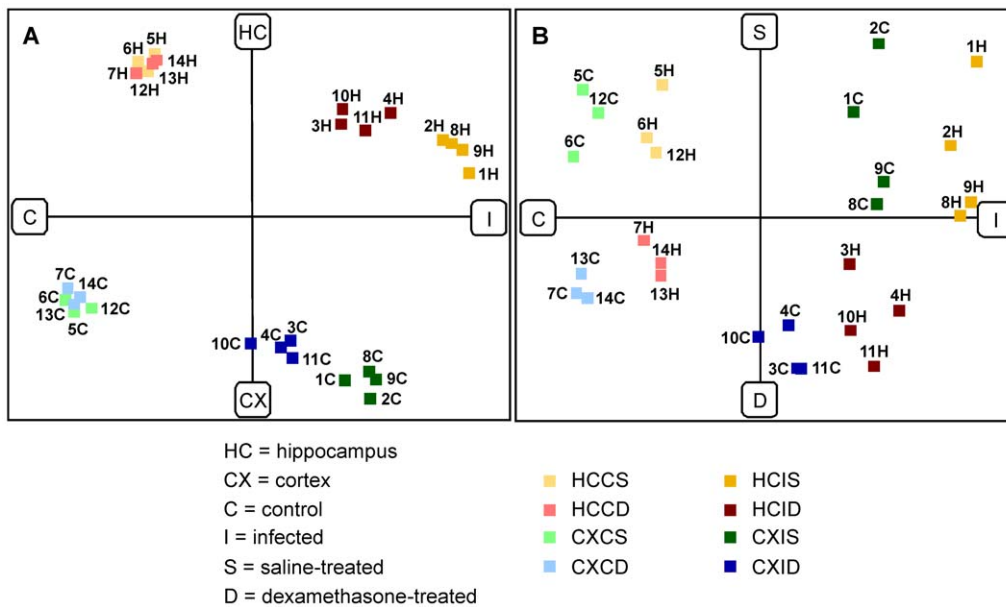 A
HC
5H
6H
14H
7H
13H
12H
10H
4H
3H
11H
2H 8H
9H
1H
C
I
7C
14C
6C
12C
13C
5C
3C
4C
10C
11C
8C
1C
9C
2C
CX
B
S
2C
1H
5C
5H
12C
1C
6H
2H
6C
12H
9C
9H
8C
8H
C
I
7H
14H
13C
3H
13H
7C
14C
4H
4C
10H
10C
11H
3C
11C
D
HC = hippocampus
CX = cortex
C = control
I = infected
S = saline-treated
D = dexamethasone-treated
HCCS
HCCD
CXCS
CXCD
HCIS
HCID
CXIS
CXID